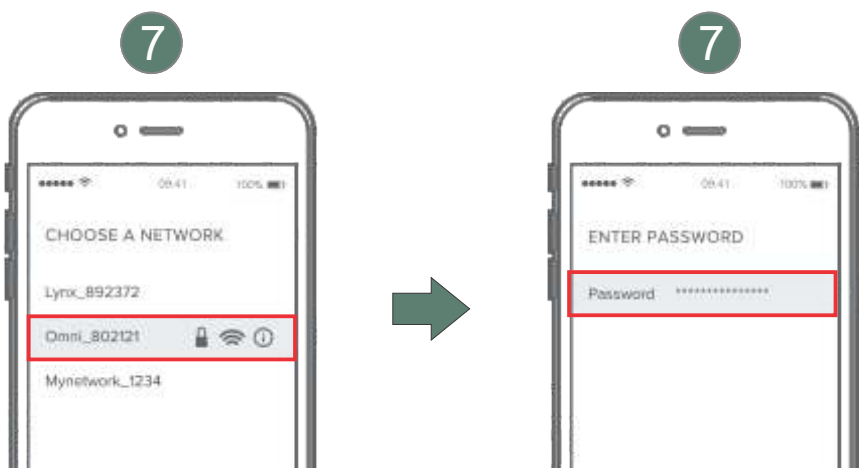 7
09:41 100%
CHOOSE A NETWORK
Lynx_892372
Omni_802121
Mynetwork_1234
7
09:41 100%
ENTER PASSWORD
Password ***************